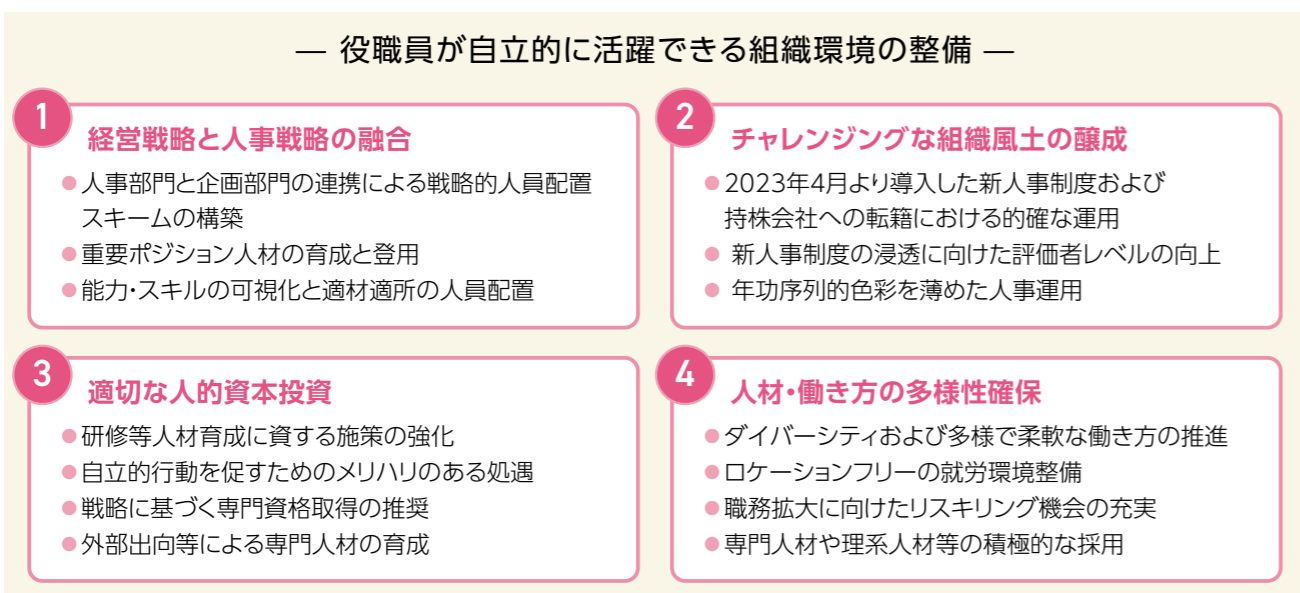 ― 役職員が自立的に活躍できる組織環境の整備 ―
1
経営戦略と人事戦略の融合
●人事部門と企画部門の連携による戦略的人員配置
スキームの構築
●重要ポジション人材の育成と登用
●能力・スキルの可視化と適材適所の人員配置
2
チャレンジングな組織風土の醸成
●2023年4月より導入した新人事制度および
持株会社への転籍における的確な運用
● 新人事制度の浸透に向けた評価者レベルの向上
● 年功序列的色彩を薄めた人事運用
3
適切な人的資本投資
●研修等人材育成に資する施策の強化
●自立的行動を促すためのメリハリのある処遇
●戦略に基づく専門資格取得の推奨
●外部出向等による専門人材の育成
4
人材・働き方の多様性確保
●ダイバーシティおよび多様で柔軟な働き方の推進
●ロケーションフリーの就労環境整備
●職務拡大に向けたリスキリング機会の充実
●専門人材や理系人材等の積極的な採用